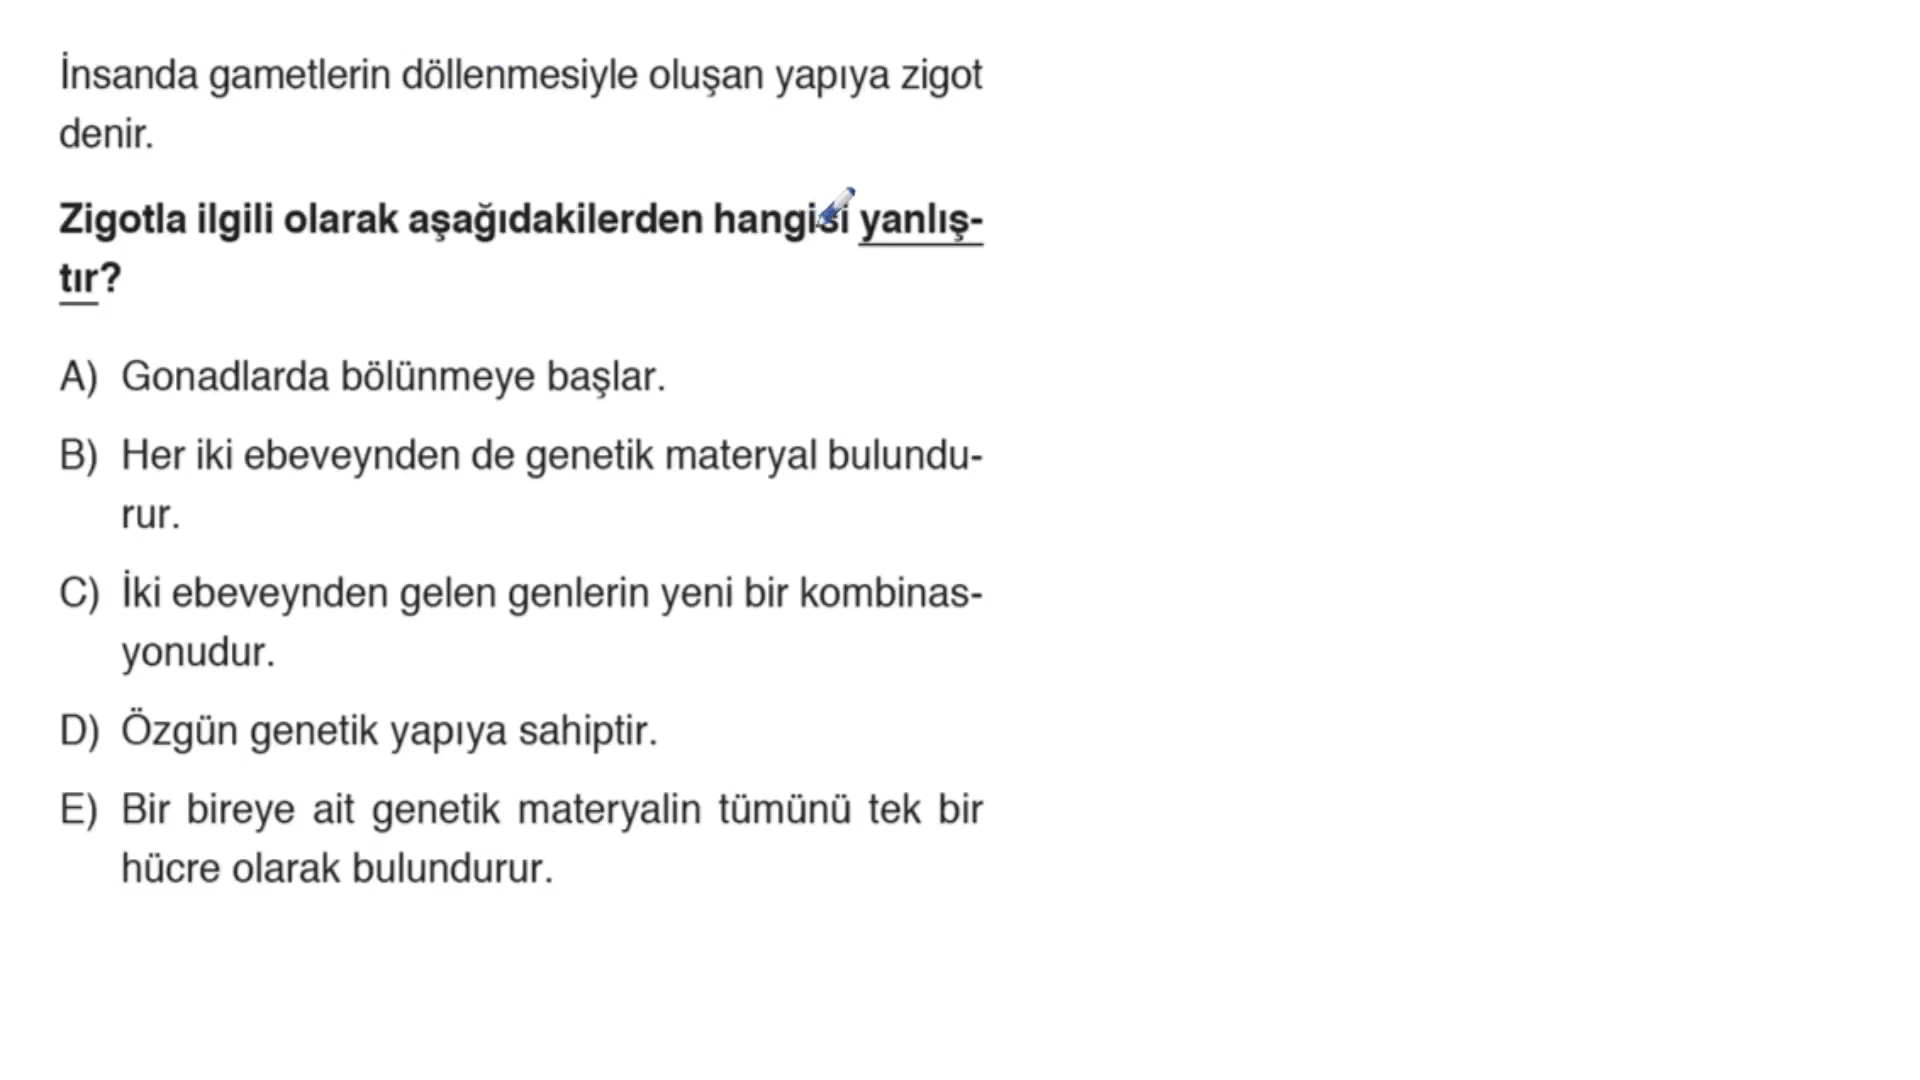 İnsanda gametlerin döllenmesiyle oluşan yapıya zigot
denir.
Zigotla ilgili olarak aşağıdakilerden hangisi yanlış-
tır?
A) Gonadlarda bölünmeye başlar.
B) Her iki ebeveynden de genetik materyal bulundu-
rur.
C) İki ebeveynden gelen genlerin yeni bir kombinas-
yonudur.
D) Özgün genetik yapıya sahiptir.
E) Bir bireye ait genetik materyalin tümünü tek bir
hücre olarak bulundurur.